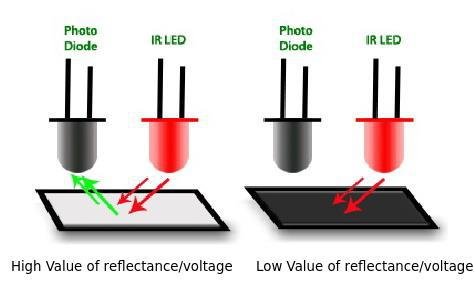 Photo
Diode
IR LED
Photo
Diode
IR LED
High Value of reflectance/voltage
Low Value of reflectance/voltage